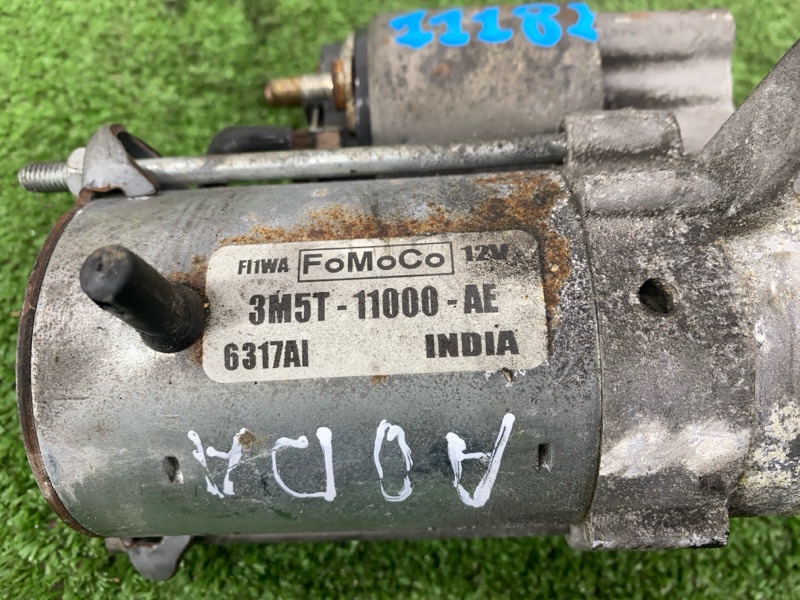 11181
FI1WA FoMoCo 12V
3M5T-11000-AE
6317AI INDIA
AODA